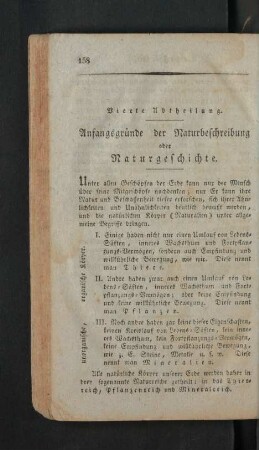 158
Vierte Abtheilung.
Anfangsgründe der Naturbeschreibung
oder
Naturgeschichte.
Unter allen Geschöpfen der Erde kann nur der Mensch
über seine Mitgeschöpfe nachdenken; nur Er kann ihre
Natur und Beschaffenheit dieser erforschen, sich ihrer Ähn-
lichkeiten und Unähnlichkeiten deutlich bewußt werden, und
die natürlichen Körper (Naturalien) unter allge-
meine Begriffe bringen.
organische Körper.
I. Einige haben nicht nur einen Umlauf von Lebens-
Säften, inneres Wachsthum und Fortpflan-
zungs-Vermögen, sondern auch Empfindung und
willkührliche Bewegung, wie wir. Diese nennt
man Thiere.
II. Andre haben zwar auch einen Umlauf von Le-
bens-Säften, inneres Wachsthum und Fort-
pflanzungs-Vermögen; aber keine Empfindung
und keine willkührliche Bewegung. Diese nennt
man Pflanzen.
unorganische,
III. Noch andre haben gar keine dieser Eigenschaften,
keinen Kreislauf von Lebens-Säften, kein inne-
res Wachsthum, kein Fortpflanzungs-Vermögen,
keine Empfindung und willkührliche Bewegung,
wie z. E. Steine, Metalle u. s. w. Diese
nennt man Mineralien.
Alle natürliche Körper unserer Erde werden daher in
drey sogenannte Naturreiche getheilt: in das Thier-
reich, Pflanzenreich und Mineralreich.